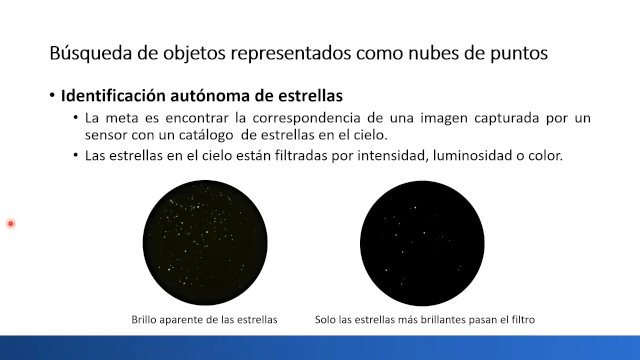 Búsqueda de objetos representados como nubes de puntos
• Identificación autónoma de estrellas
• La meta es encontrar la correspondencia de una imagen capturada por un
sensor con un catálogo de estrellas en el cielo.
• Las estrellas en el cielo están filtradas por intensidad, luminosidad o color.
Brillo aparente de las estrellas
Solo las estrellas más brillantes pasan el filtro